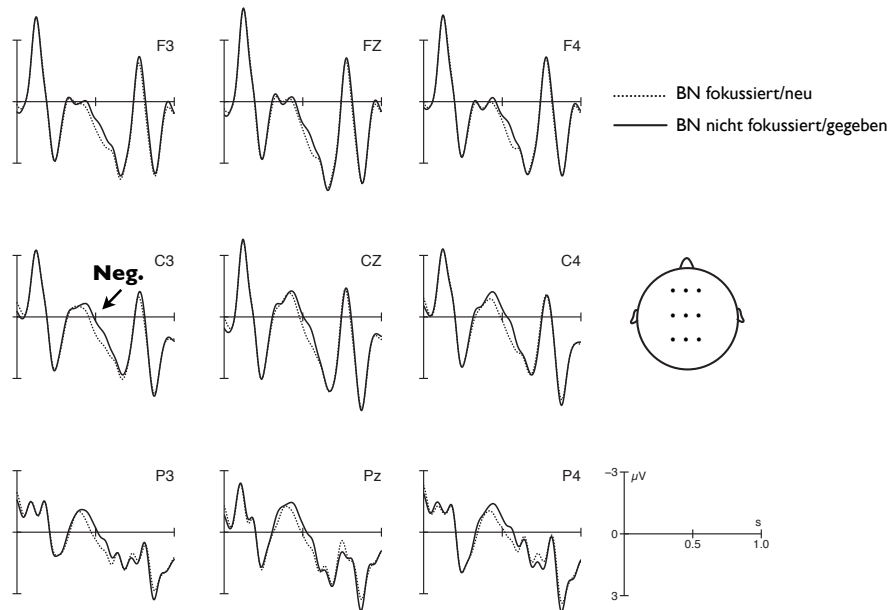 F3
FZ
F4
BN fokussiert/neu
BN nicht fokussiert/gegeben
C3
CZ
C4
Neg.
P3
Pz
P4
–3
µV
s
0
0.5
1.0
3